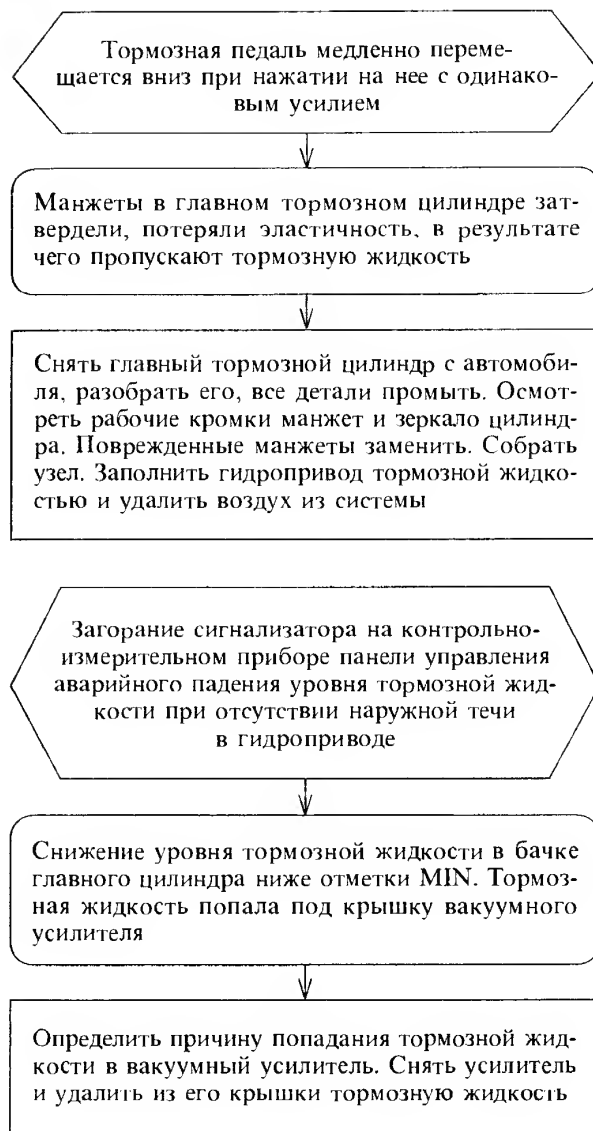 Тормозная педаль медленно переме-
щается вниз при нажатии на нее с одинако-
вым усилием
Манжеты в главном тормозном цилиндре зат-
вердели, потеряли эластичность, в результате
чего пропускают тормозную жидкость
Снять главный тормозной цилиндр с автомоби-
ля, разобрать его, все детали промыть. Осмот-
реть рабочие кромки манжет и зеркало цилинд-
ра. Поврежденные манжеты заменить. Собрать
узел. Заполнить гидропривод тормозной жидко-
стью и удалить воздух из системы
Загорание сигнализатора на контрольно-
измерительном приборе панели управления
аварийного падения уровня тормозной жид-
кости при отсутствии наружной течи
в гидроприводе
Снижение уровня тормозной жидкости в бачке
главного цилиндра ниже отметки MIN. Тормоз-
ная жидкость попала под крышку вакуумного
усилителя
Определить причину попадания тормозной жид-
кости в вакуумный усилитель. Снять усилитель
и удалить из его крышки тормозную жидкость